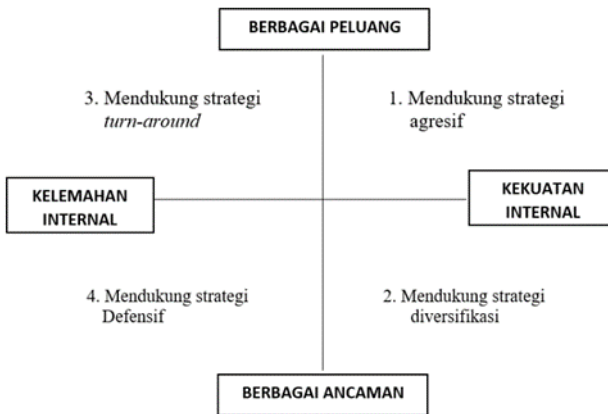 BERBAGAI PELUANG
3. Mendukung strategi
turn-around
1. Mendukung strategi
agresif
KELEMAHAN
INTERNAL
KEKUATAN
INTERNAL
4. Mendukung strategi
Defensif
2. Mendukung strategi
diversifikasi
BERBAGAI ANCAMAN